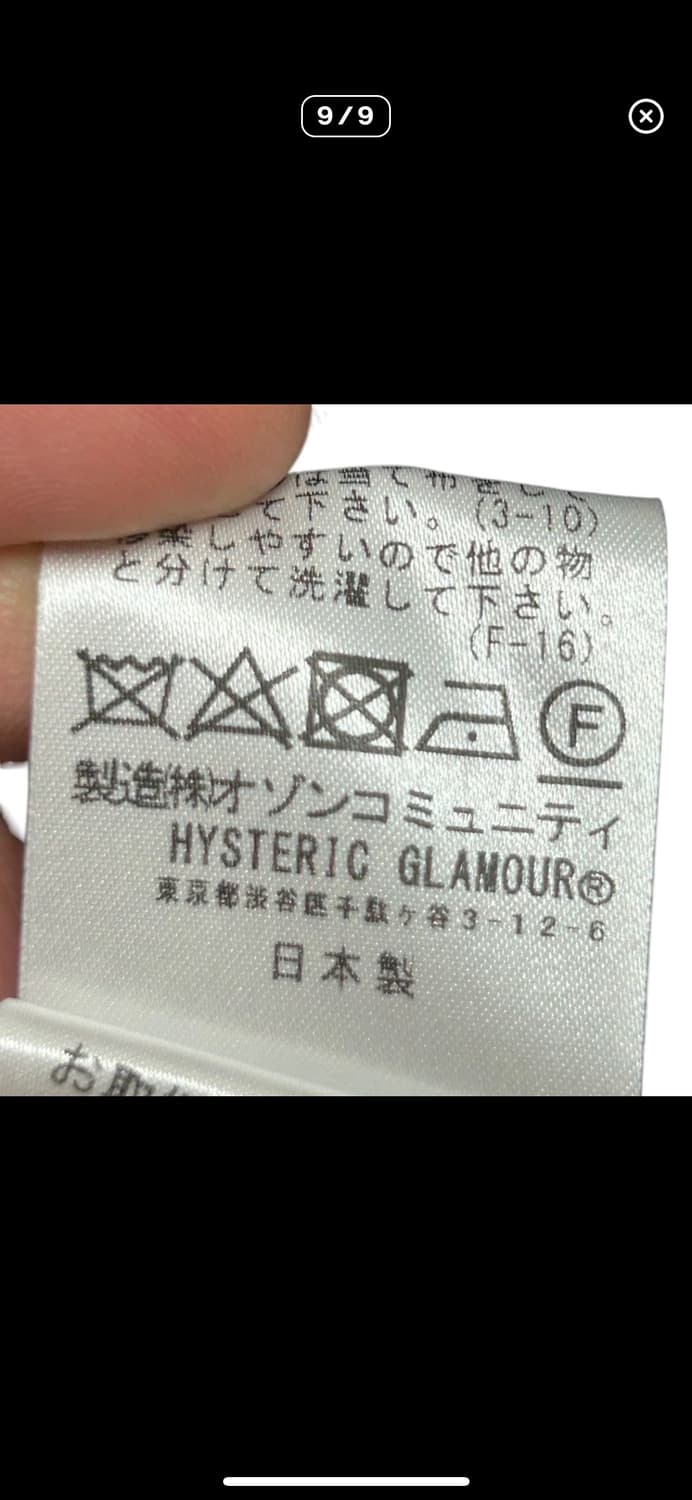 9/9
て下さい。(3-10)
染しやすいので他の物
と分けて洗濯して下さい。
(F-16)
F
製造(株)オゾンコミュニティ
HYSTERIC GLAMOUR®
東京都渋谷区千駄ヶ谷3-12-6
日本製
お取